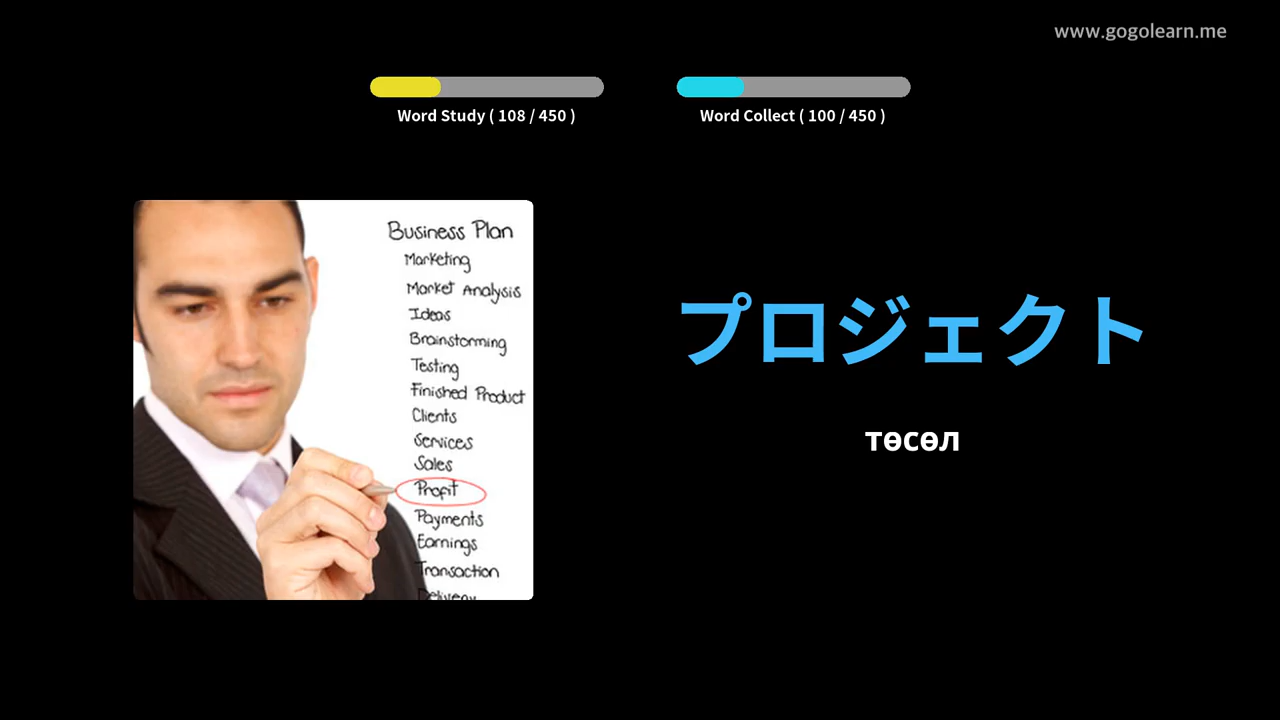 www.gogolearn.me
Word Study ( 108 / 450 )
Word Collect ( 100 / 450 )
Business Plan
Marketing
Market Analysis
Ideas
Brainstorming
Testing
Finished Product
Clients
Services
Sales
Profit
Payments
Earnings
Transaction
Delivery
プロジェクト
төсөл